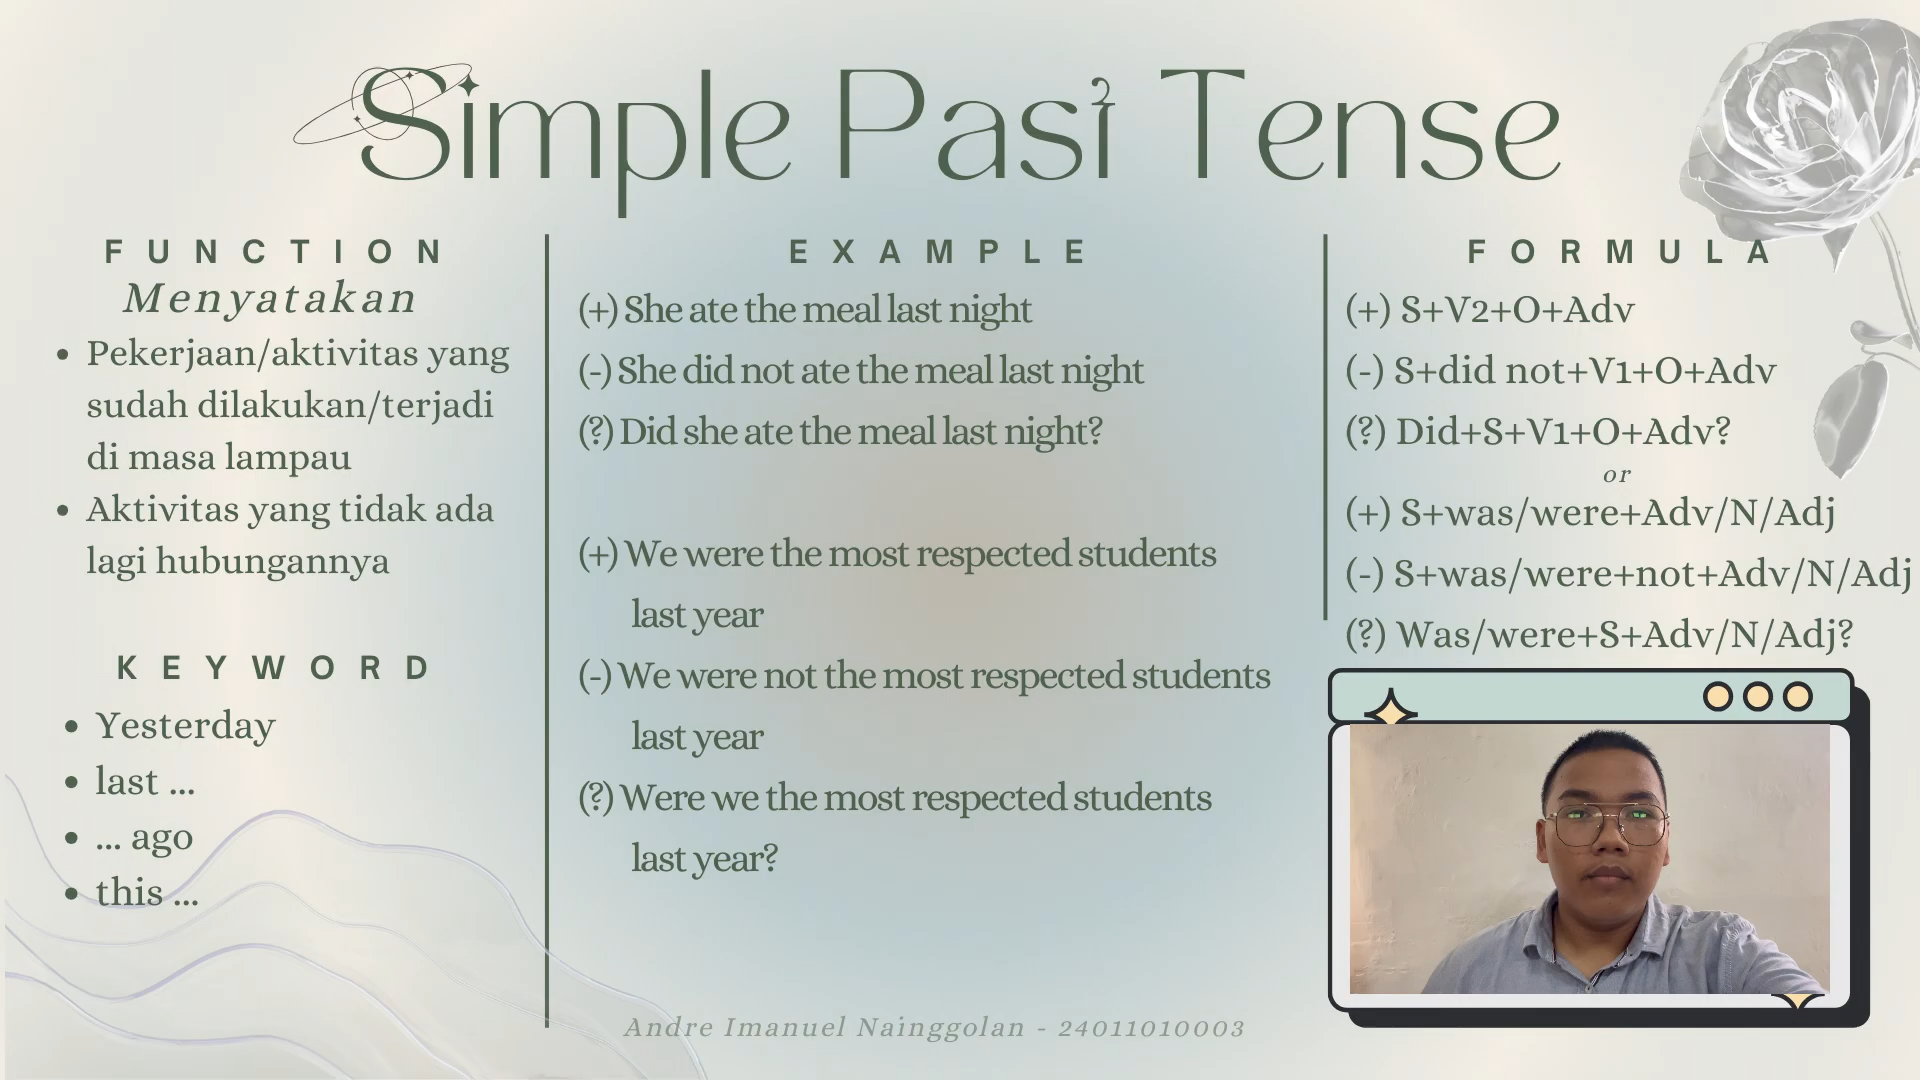 Simple Past Tense
FUNCTION
Menyatakan
• Pekerjaan/aktivitas yang
sudah dilakukan/terjadi
di masa lampau
• Aktivitas yang tidak ada
lagi hubungannya
KEYWORD
• Yesterday
• last ...
• ... ago
• this ...
EXAMPLE
(+) She ate the meal last night
(-) She did not ate the meal last night
(?) Did she ate the meal last night?
(+) We were the most respected students
last year
(-) We were not the most respected students
last year
(?) Were we the most respected students
last year?
FORMULA
(+) S+V2+O+Adv
(-) S+did not+V1+O+Adv
(?) Did+S+V1+O+Adv?
or
(+) S+was/were+Adv/N/Adj
(-) S+was/were+not+Adv/N/Adj
(?) Was/were+S+Adv/N/Adj?
Andre Imanuel Nainggolan - 24011010003